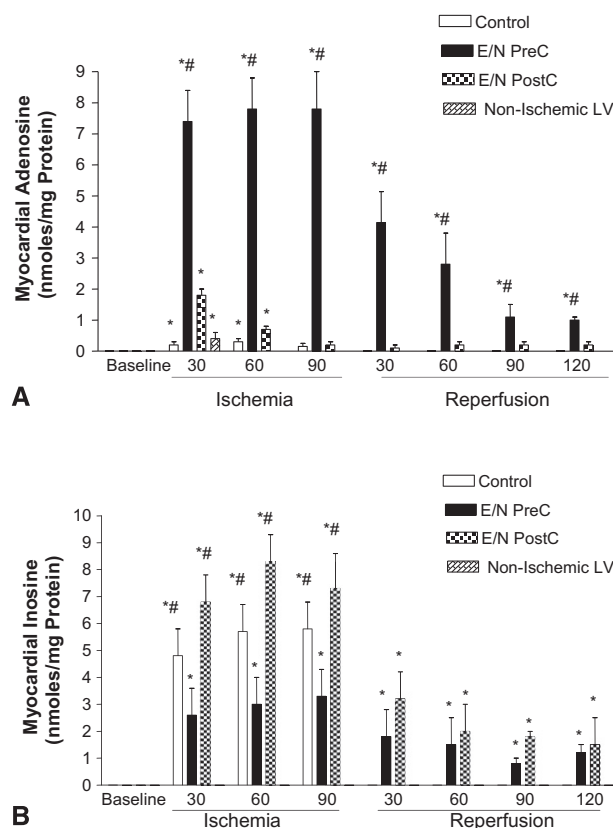 Control
E/N PreC
E/N PostC
Non-Ischemic LV
Myocardial Adenosine
(nmoles/mg Protein)
9
8
7
6
5
4
3
2
1
0
*# *# *#
*#
*#
*# *#
* * * * *
Baseline 30 60 90 30 60 90 120
Ischemia Reperfusion
A
Control
E/N PreC
E/N PostC
Non-Ischemic LV
Myocardial Inosine
(nmoles/mg Protein)
10
9
8
7
6
5
4
3
2
1
0
*# *# *# *# *# *#
* * * * * * * * * * *
Baseline 30 60 90 30 60 90 120
Ischemia Reperfusion
B